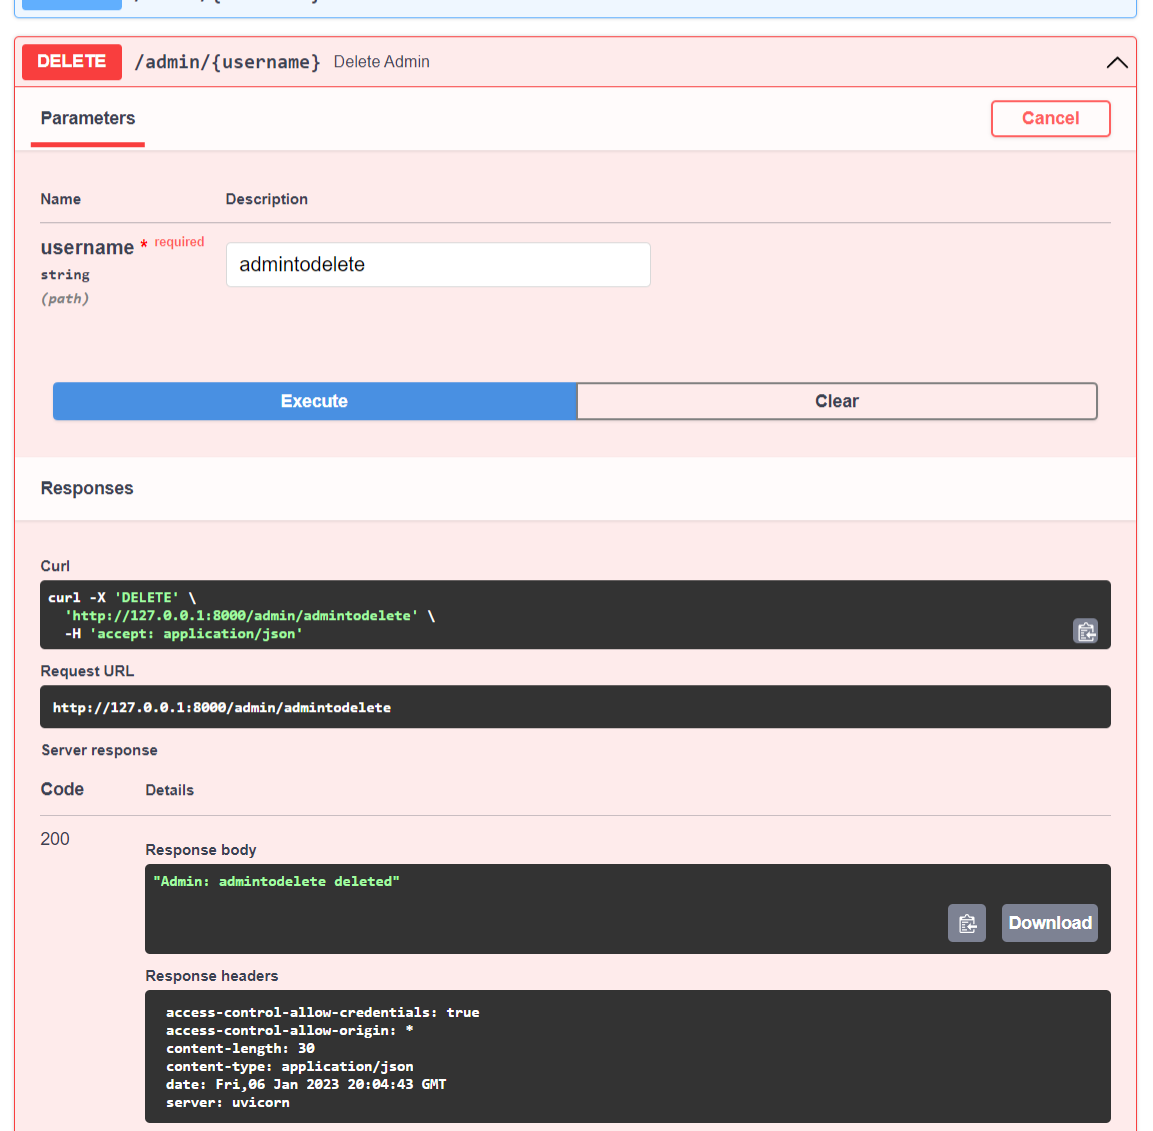 DELETE /admin/{username} Delete Admin
Parameters
Cancel
Name Description
username * required
string
(path)
admintodelete
Execute Clear
Responses
Curl
curl -X 'DELETE' \
'http://127.0.0.1:8000/admin/admintodelete' \
-H 'accept: application/json'
Request URL
http://127.0.0.1:8000/admin/admintodelete
Server response
Code Details
200
Response body
"Admin: admintodelete deleted"
Download
Response headers
access-control-allow-credentials: true
access-control-allow-origin: *
content-length: 30
content-type: application/json
date: Fri,06 Jan 2023 20:04:43 GMT
server: uvicorn